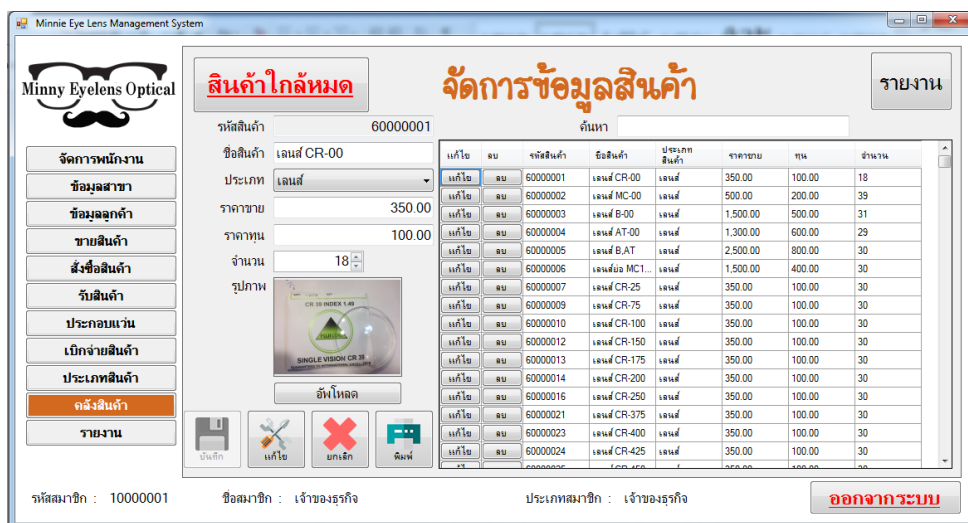 Minnie Eye Lens Management System
Minny Eyelens Optical
สินค้าใกล้หมด
จัดการข้อมูลสินค้า
รายงาน
รหัสสินค้า 60000001
ค้นหา
ชื่อสินค้า เลนส์ CR-00
ประเภท เลนส์
ราคาขาย 350.00
ราคาทุน 100.00
จำนวน 18
รูปภาพ
CR 39 INDEX 1.49
SINGLE VISION CR 39
อัพโหลด
บันทึก แก้ไข ยกเลิก พิมพ์
จัดการพนักงาน
ข้อมูลสาขา
ข้อมูลลูกค้า
ขายสินค้า
สั่งซื้อสินค้า
รับสินค้า
ประกอบแว่น
เบิกจ่ายสินค้า
ประเภทสินค้า
คลังสินค้า
รายงาน
แก้ไข ลบ รหัสสินค้า ชื่อสินค้า ประเภทสินค้า ราคาขาย ทุน จำนวน
แก้ไข ลบ 60000001 เลนส์ CR-00 เลนส์ 350.00 100.00 18
แก้ไข ลบ 60000002 เลนส์ MC-00 เลนส์ 500.00 200.00 39
แก้ไข ลบ 60000003 เลนส์ B-00 เลนส์ 1,500.00 500.00 31
แก้ไข ลบ 60000004 เลนส์ AT-00 เลนส์ 1,300.00 600.00 29
แก้ไข ลบ 60000005 เลนส์ B,AT เลนส์ 2,500.00 800.00 30
แก้ไข ลบ 60000006 เลนส์ย้อ MC1... เลนส์ 1,500.00 400.00 30
แก้ไข ลบ 60000007 เลนส์ CR-25 เลนส์ 350.00 100.00 30
แก้ไข ลบ 60000009 เลนส์ CR-75 เลนส์ 350.00 100.00 30
แก้ไข ลบ 60000010 เลนส์ CR-100 เลนส์ 350.00 100.00 30
แก้ไข ลบ 60000012 เลนส์ CR-150 เลนส์ 350.00 100.00 30
แก้ไข ลบ 60000013 เลนส์ CR-175 เลนส์ 350.00 100.00 30
แก้ไข ลบ 60000014 เลนส์ CR-200 เลนส์ 350.00 100.00 30
แก้ไข ลบ 60000016 เลนส์ CR-250 เลนส์ 350.00 100.00 30
แก้ไข ลบ 60000021 เลนส์ CR-375 เลนส์ 350.00 100.00 30
แก้ไข ลบ 60000023 เลนส์ CR-400 เลนส์ 350.00 100.00 30
แก้ไข ลบ 60000024 เลนส์ CR-425 เลนส์ 350.00 100.00 30
รหัสสมาชิก : 10000001 ชื่อสมาชิก : เจ้าของธุรกิจ ประเภทสมาชิก : เจ้าของธุรกิจ
ออกจากระบบ